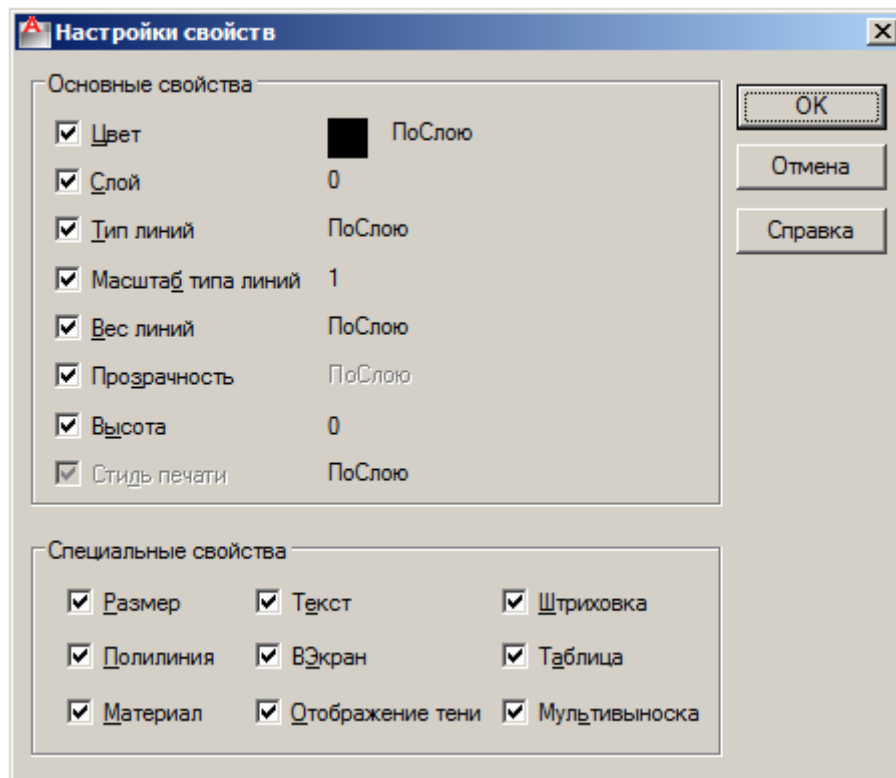 Настройки свойств
Основные свойства
Цвет ПоСлою
Слой 0
Тип линий ПоСлою
Масштаб типа линий 1
Вес линий ПоСлою
Прозрачность ПоСлою
Высота 0
Стиль печати ПоСлою
OK
Отмена
Справка
Специальные свойства
Размер Текст Штриховка
Полилиния ВЭкран Таблица
Материал Отображение тени Мультивыноска